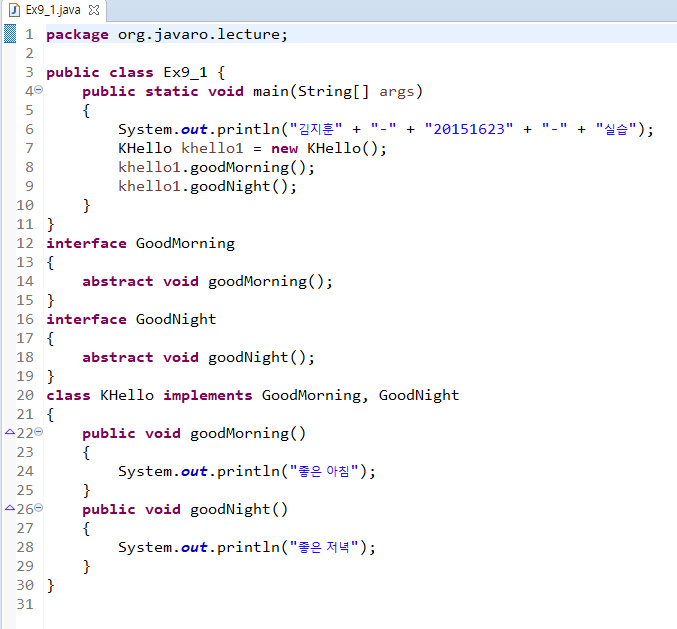 Ex9_1.java
1 package org.javaro.lecture;
2
3 public class Ex9_1 {
4     public static void main(String[] args)
5     {
6         System.out.println("김지훈" + "-" + "20151623" + "-" + "실습");
7         KHello khello1 = new KHello();
8         khello1.goodMorning();
9         khello1.goodNight();
10     }
11 }
12 interface GoodMorning
13 {
14     abstract void goodMorning();
15 }
16 interface GoodNight
17 {
18     abstract void goodNight();
19 }
20 class KHello implements GoodMorning, GoodNight
21 {
22     public void goodMorning()
23     {
24         System.out.println("좋은 아침");
25     }
26     public void goodNight()
27     {
28         System.out.println("좋은 저녁");
29     }
30 }
31